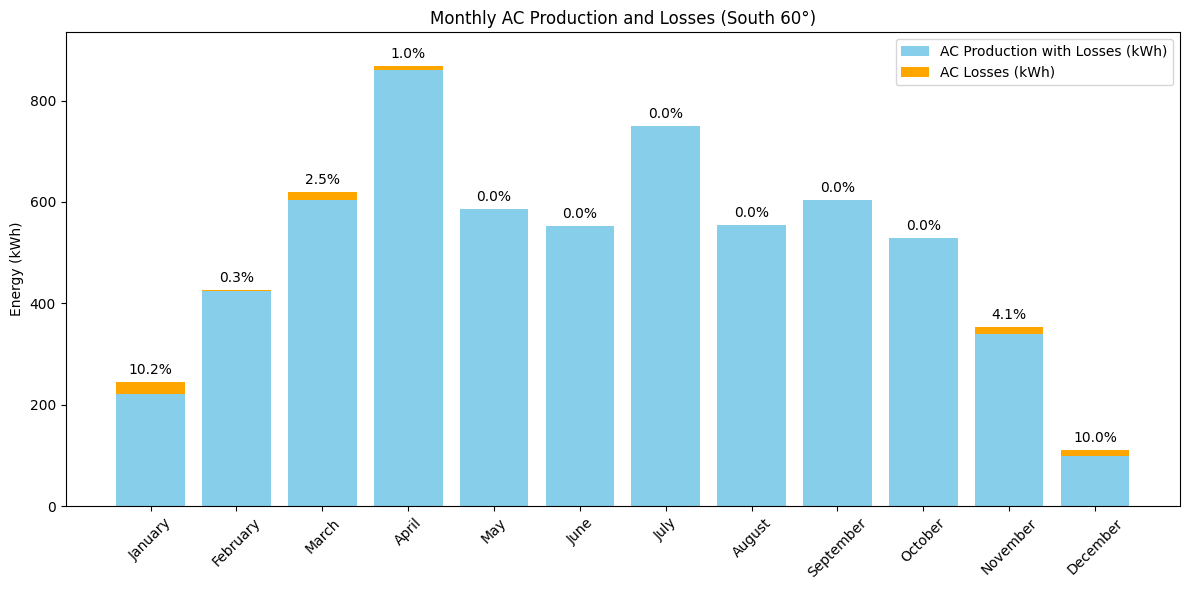 Monthly AC Production and Losses (South 60°)
AC Production with Losses (kWh)
AC Losses (kWh)
Energy (kWh)
800
600
400
200
0
10.2%
0.3%
2.5%
1.0%
0.0%
0.0%
0.0%
0.0%
0.0%
0.0%
4.1%
10.0%
January
February
March
April
May
June
July
August
September
October
November
December